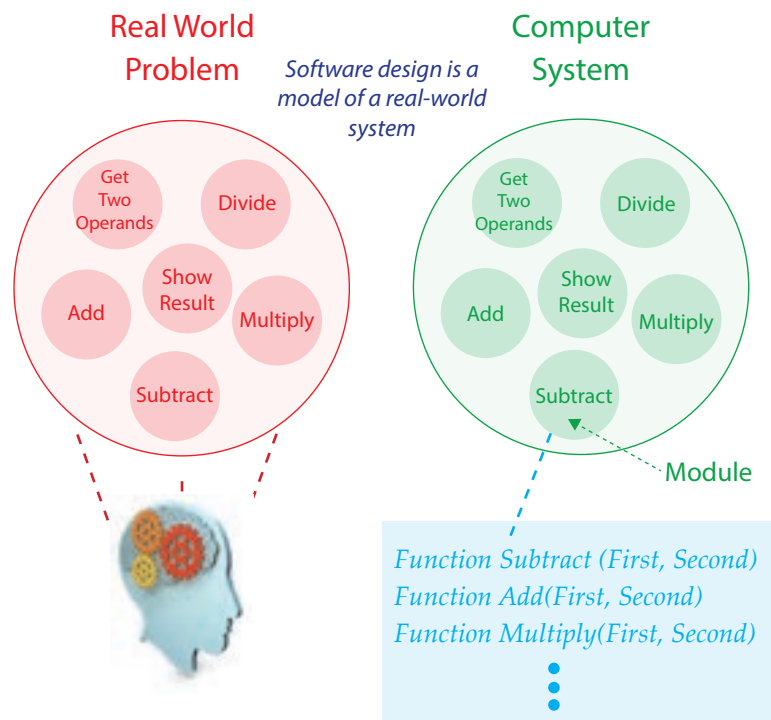 Real World
Problem
Software design is a
model of a real-world
system
Computer
System
Get
Two
Operands
Divide
Add
Show
Result
Multiply
Subtract
Get
Two
Operands
Divide
Add
Show
Result
Multiply
Subtract
Module
Function Subtract (First, Second)
Function Add(First, Second)
Function Multiply(First, Second)